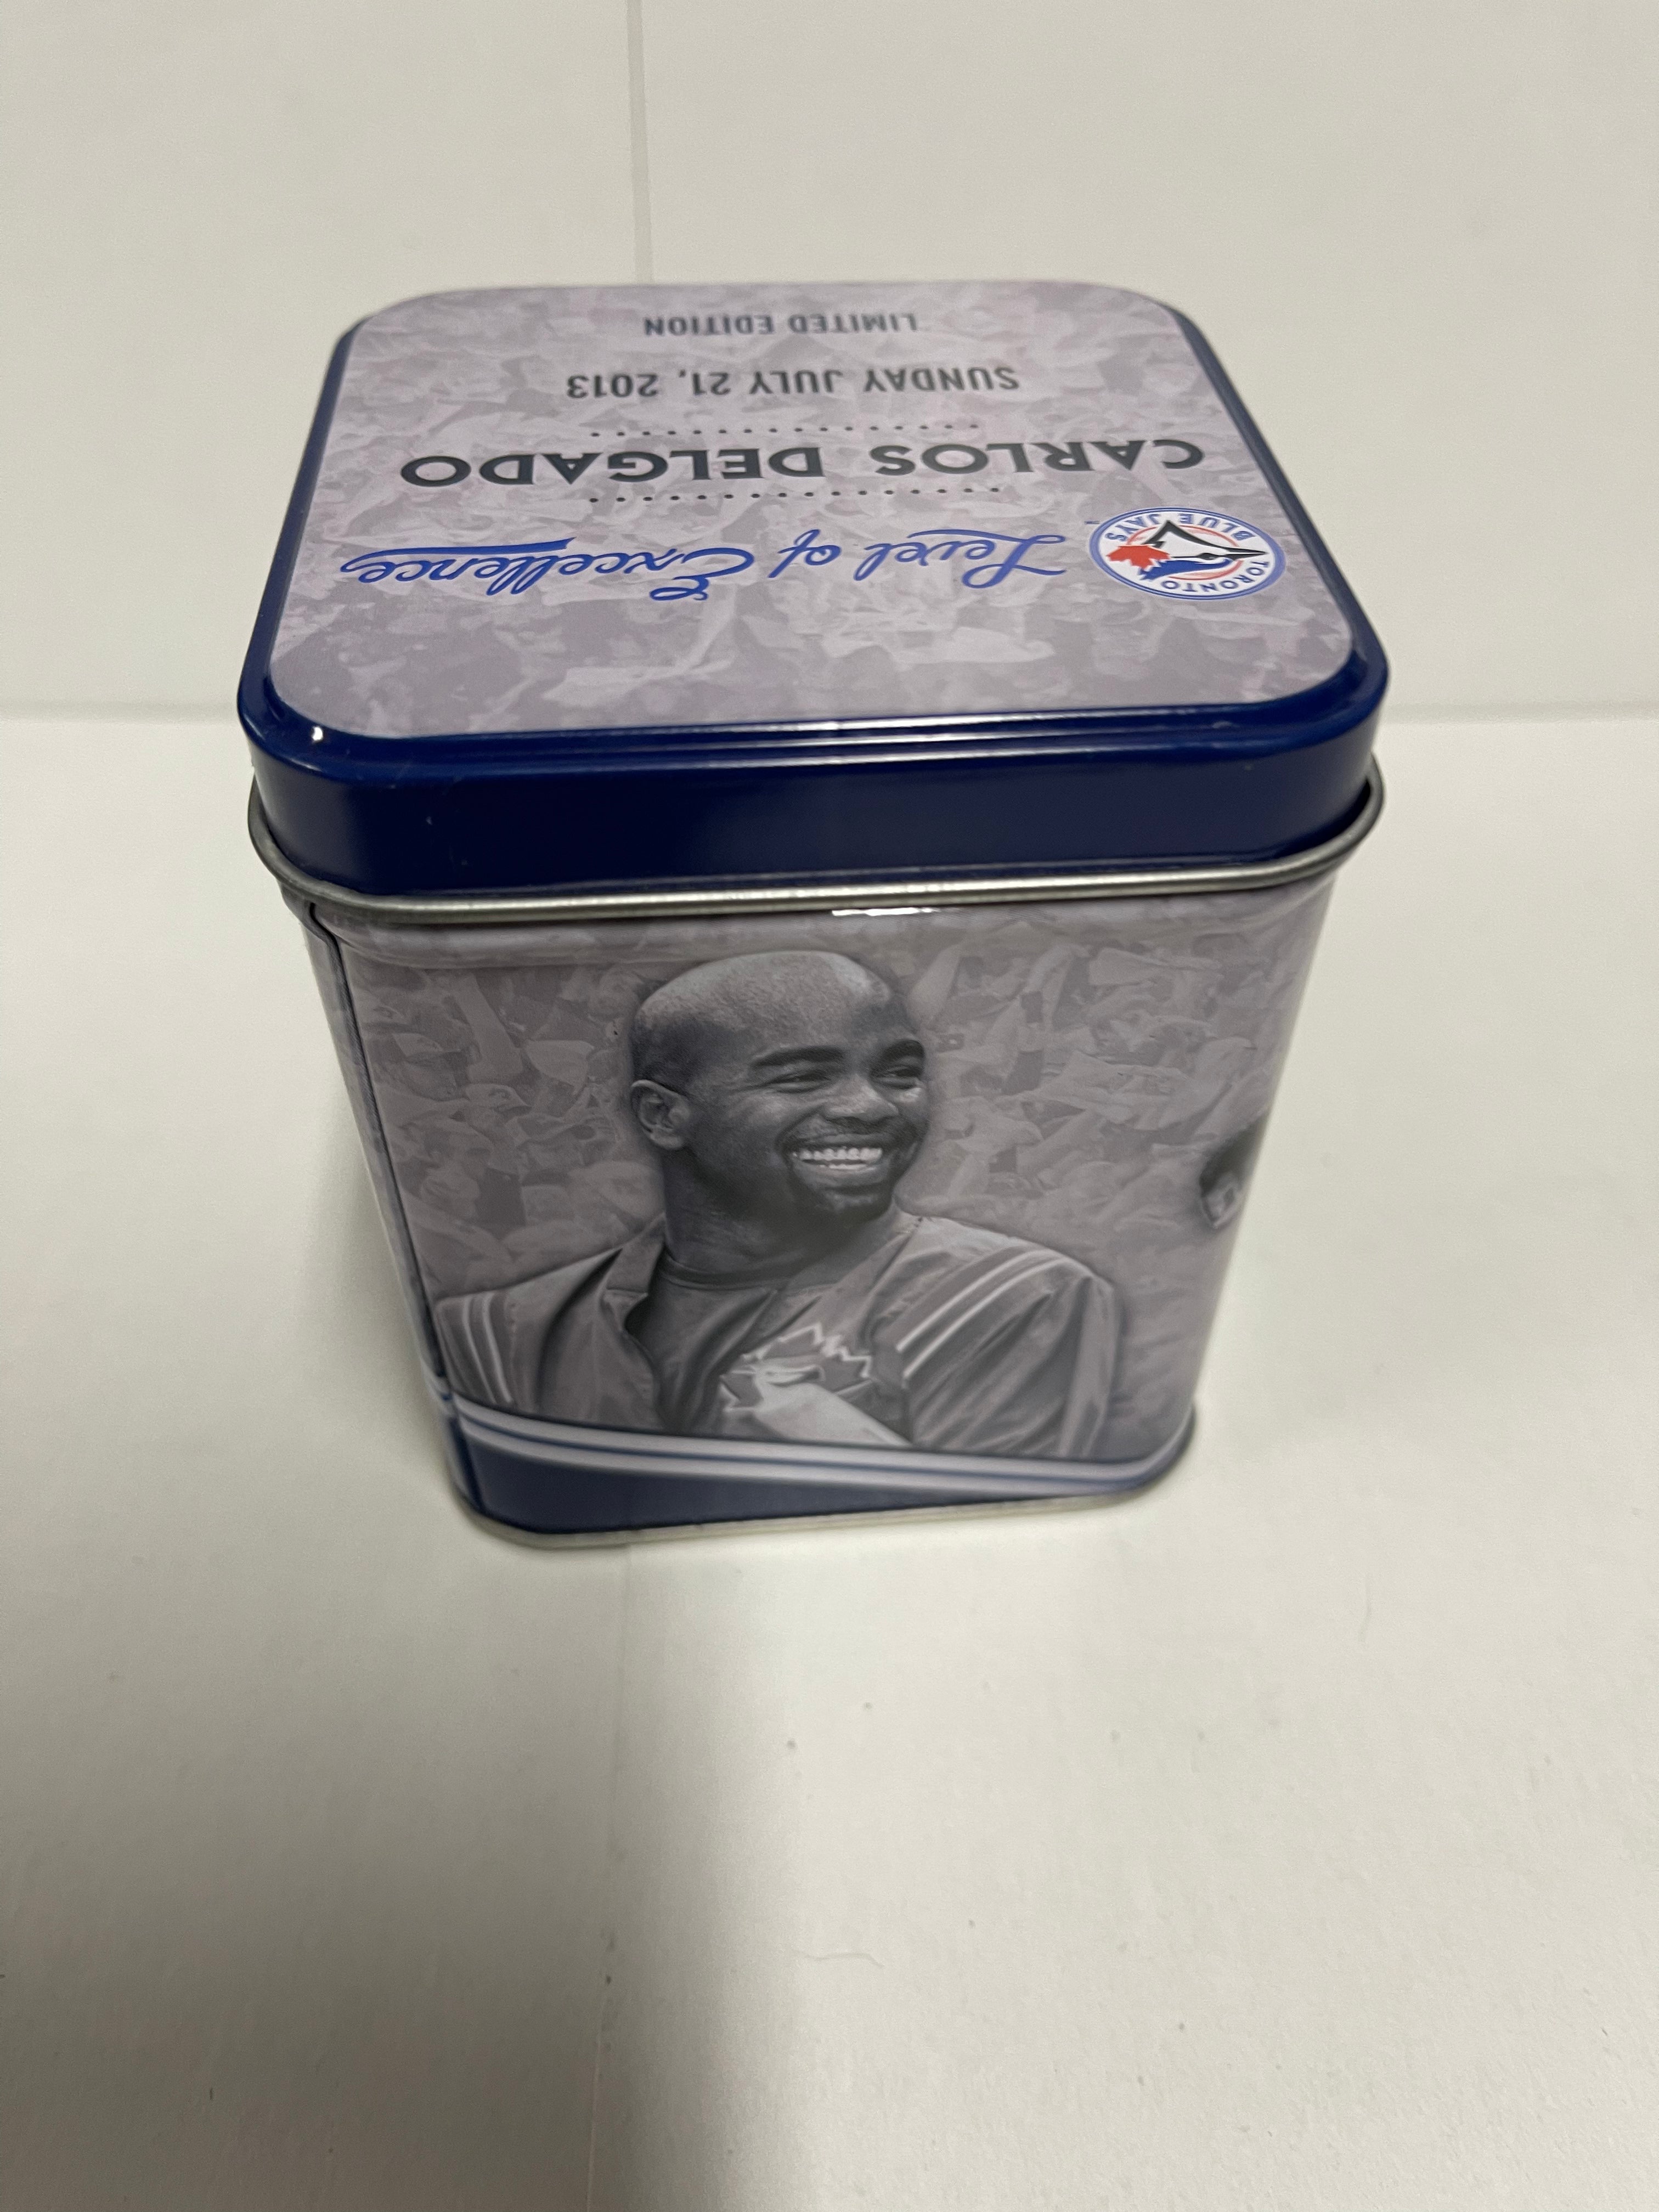 TORONTO
BLUE JAYS
Level of Excellence
CARLOS DELGADO
SUNDAY JULY 21, 2013
LIMITED EDITION